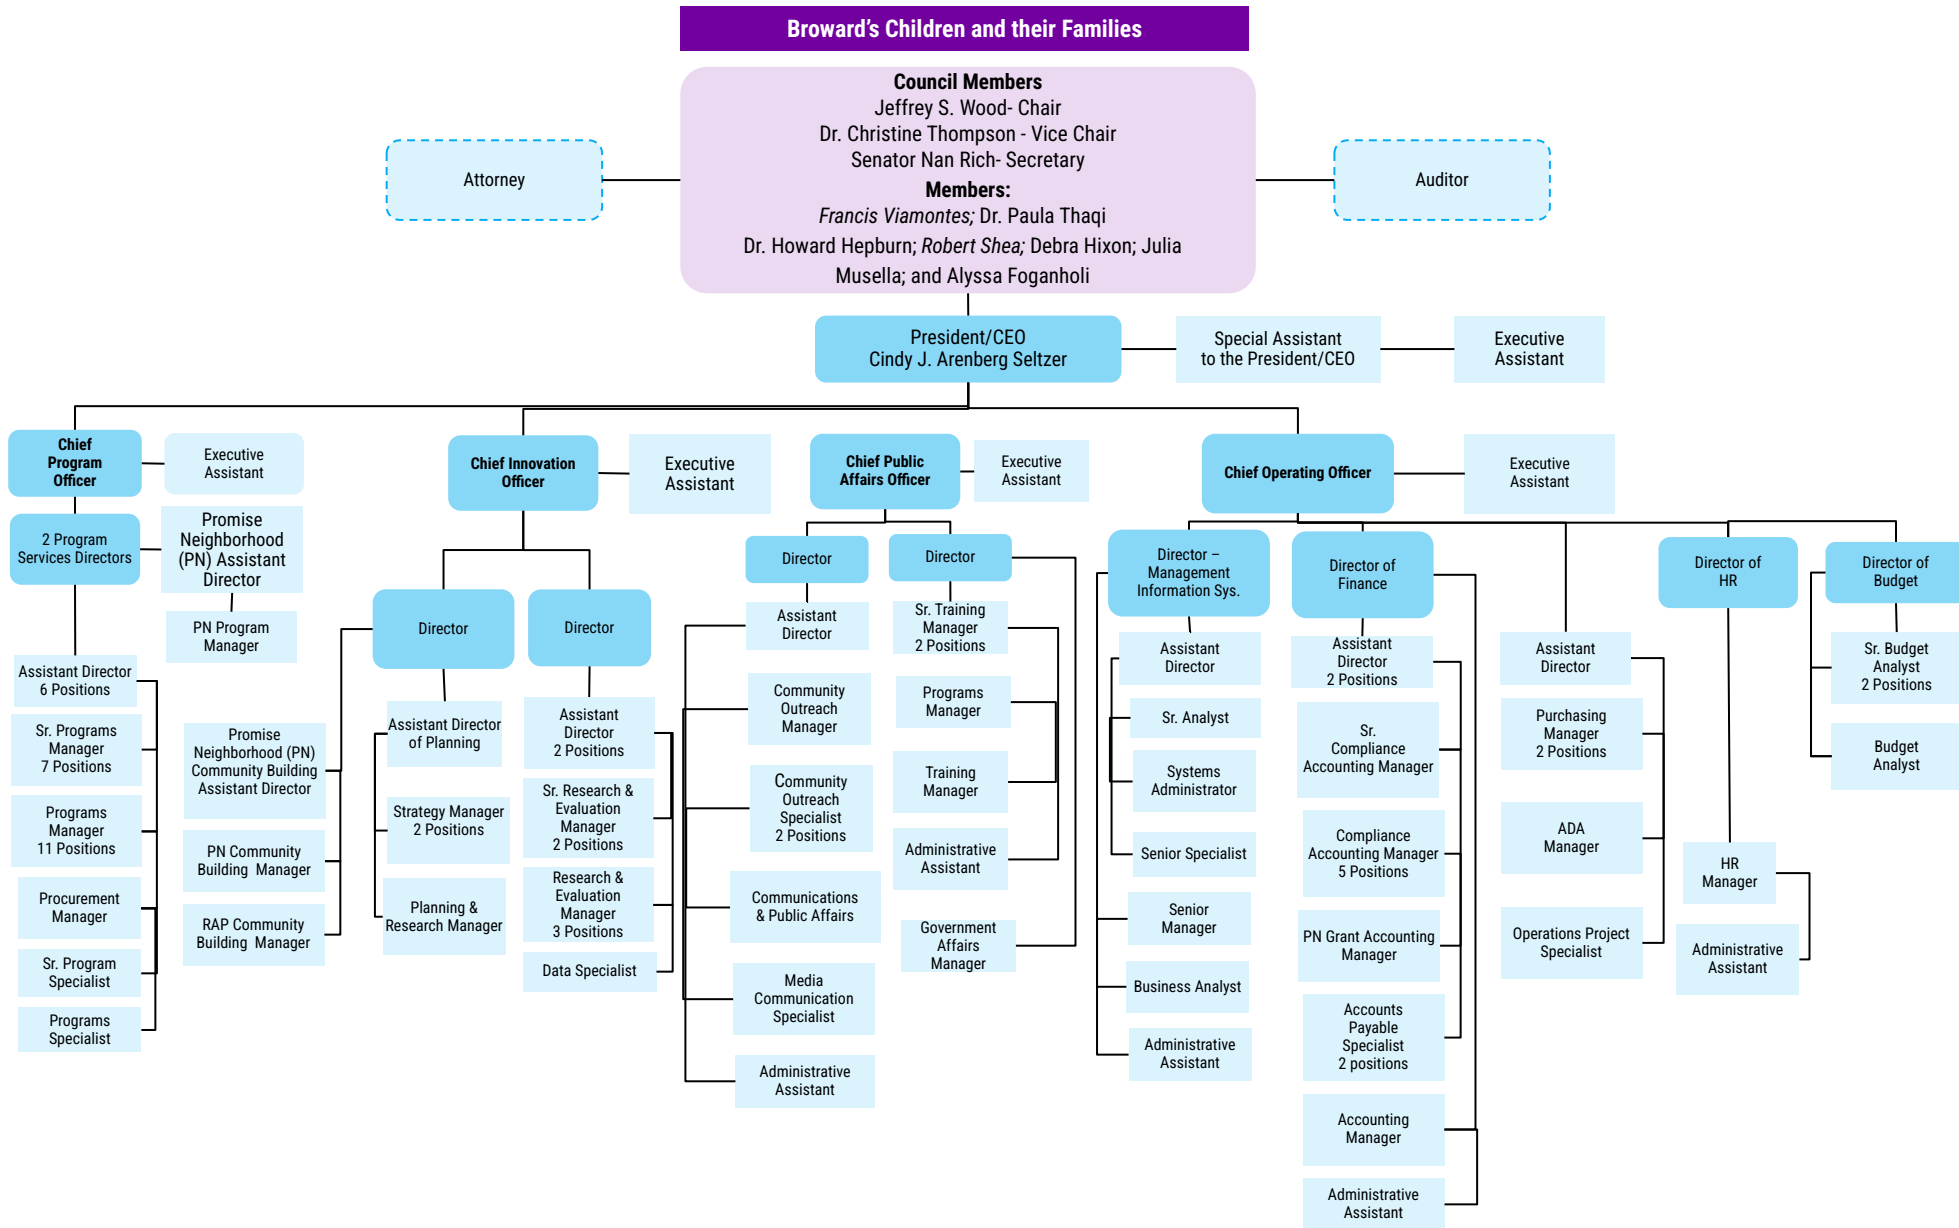 Broward's Children and their Families
Council Members
Jeffrey S. Wood- Chair
Dr. Christine Thompson - Vice Chair
Senator Nan Rich- Secretary
Members:
Francis Viamontes; Dr. Paula Thaqi
Dr. Howard Hepburn; Robert Shea; Debra Hixon; Julia
Musella; and Alyssa Foganholi
Attorney
Auditor
President/CEO
Cindy J. Arenberg Seltzer
Special Assistant
to the President/CEO
Executive
Assistant
Chief
Program
Officer
Executive
Assistant
2 Program
Services Directors
Promise
Neighborhood
(PN) Assistant
Director
PN Program
Manager
Assistant Director
6 Positions
Sr. Programs
Manager
7 Positions
Programs
Manager
11 Positions
Procurement
Manager
Sr. Program
Specialist
Programs
Specialist
Chief Innovation
Officer
Executive
Assistant
Director
Promise
Neighborhood (PN)
Community Building
Assistant Director
PN Community
Building  Manager
RAP Community
Building  Manager
Assistant Director
of Planning
Strategy Manager
2 Positions
Planning &
Research Manager
Director
Assistant
Director
2 Positions
Sr. Research &
Evaluation
Manager
2 Positions
Research &
Evaluation
Manager
3 Positions
Data Specialist
Chief Public
Affairs Officer
Executive
Assistant
Director
Assistant
Director
Community
Outreach
Manager
Community
Outreach
Specialist
2 Positions
Communications
& Public Affairs
Media
Communication
Specialist
Administrative
Assistant
Director
Sr. Training
Manager
2 Positions
Programs
Manager
Training
Manager
Administrative
Assistant
Government
Affairs
Manager
Chief Operating Officer
Executive
Assistant
Director –
Management
Information Sys.
Assistant
Director
Sr. Analyst
Systems
Administrator
Senior Specialist
Senior
Manager
Business Analyst
Administrative
Assistant
Director of
Finance
Assistant
Director
2 Positions
Sr.
Compliance
Accounting Manager
Compliance
Accounting Manager
5 Positions
PN Grant Accounting
Manager
Accounts
Payable
Specialist
2 positions
Accounting
Manager
Administrative
Assistant
Assistant
Director
Purchasing
Manager
2 Positions
ADA
Manager
Operations Project
Specialist
Director of
HR
HR
Manager
Administrative
Assistant
Director of
Budget
Sr. Budget
Analyst
2 Positions
Budget
Analyst